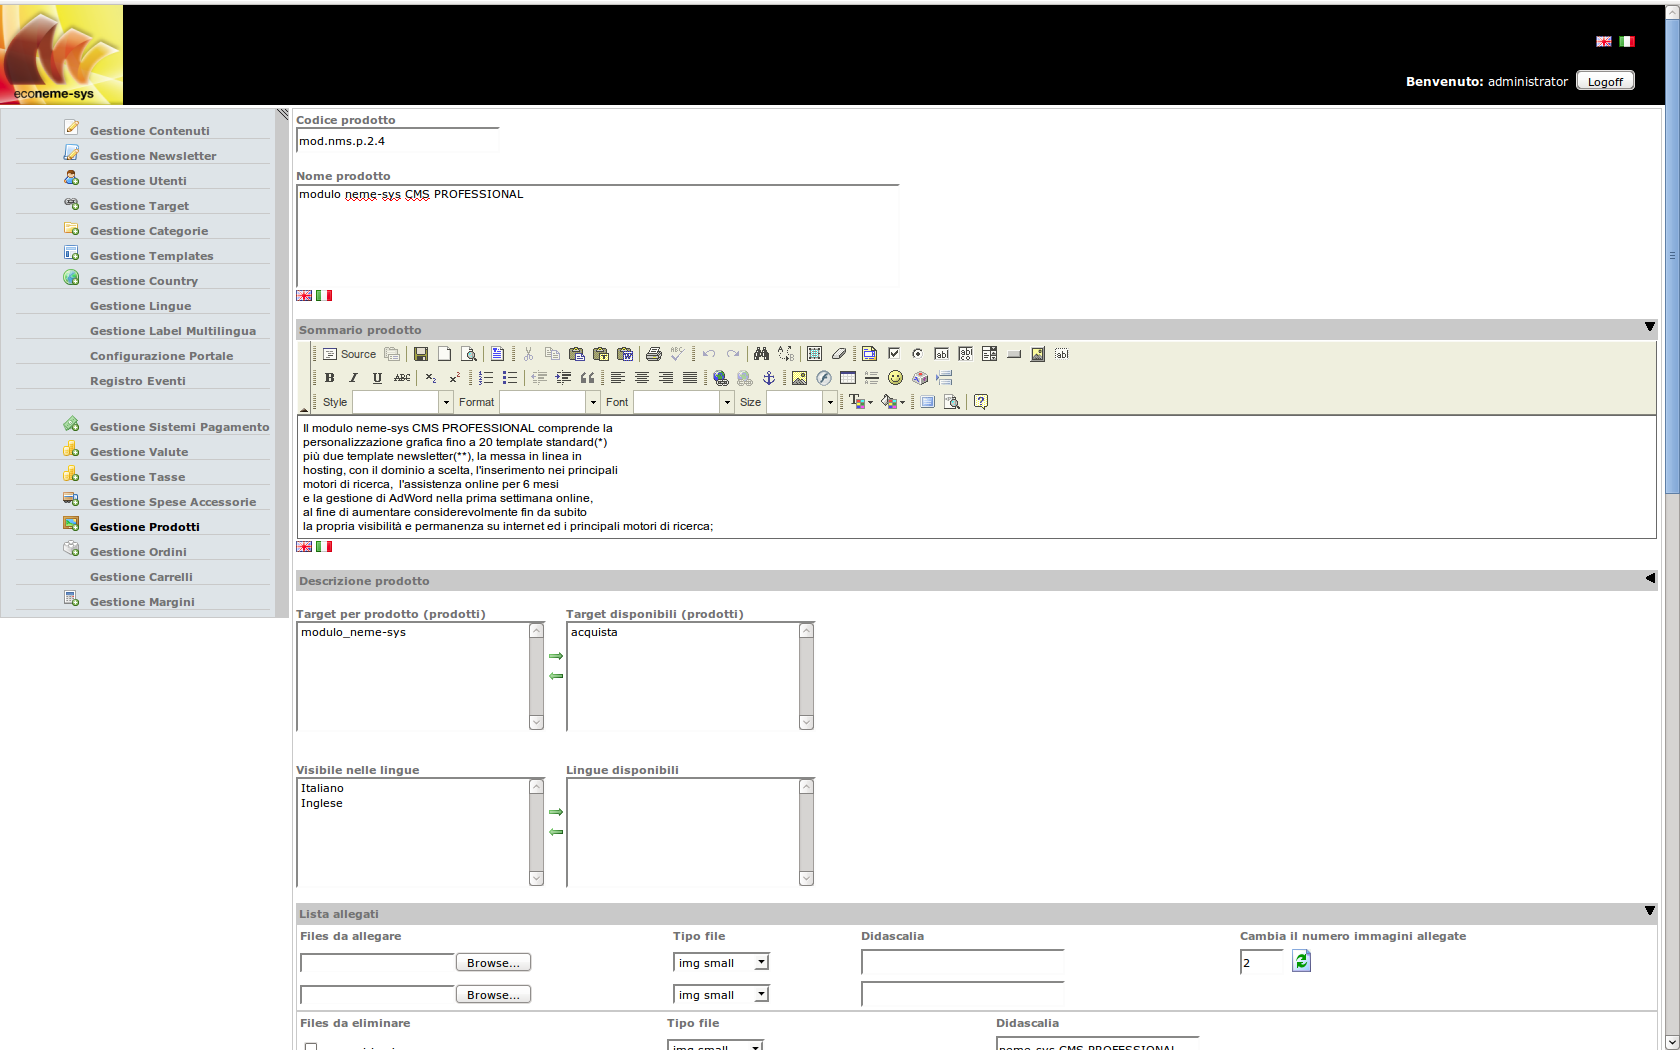 econeme-sys
Benvenuto: administrator Logoff
Gestione Contenuti
Gestione Newsletter
Gestione Utenti
Gestione Target
Gestione Categorie
Gestione Templates
Gestione Country
Gestione Lingue
Gestione Label Multilingua
Configurazione Portale
Registro Eventi
Gestione Sistemi Pagamento
Gestione Valute
Gestione Tasse
Gestione Spese Accessorie
Gestione Prodotti
Gestione Ordini
Gestione Carrelli
Gestione Margini
Codice prodotto
mod.nms.p.2.4
Nome prodotto
modulo neme-sys CMS PROFESSIONAL
Sommario prodotto
Source
Style Format Font Size
Il modulo neme-sys CMS PROFESSIONAL comprende la
personalizzazione grafica fino a 20 template standard(*)
più due template newsletter(**), la messa in linea in
hosting, con il dominio a scelta, l'inserimento nei principali
motori di ricerca, l'assistenza online per 6 mesi
e la gestione di AdWord nella prima settimana online,
al fine di aumentare considerevolmente fin da subito
la propria visibilità e permanenza su internet ed i principali motori di ricerca;
Descrizione prodotto
Target per prodotto (prodotti) Target disponibili (prodotti)
modulo_neme-sys acquista
Visibile nelle lingue Lingue disponibili
Italiano
Inglese
Lista allegati
Files da allegare Tipo file Didascalia Cambia il numero immagini allegate
Browse... img small 2
Browse... img small
Files da eliminare Tipo file Didascalia
img small neme-sys CMS PROFESSIONAL